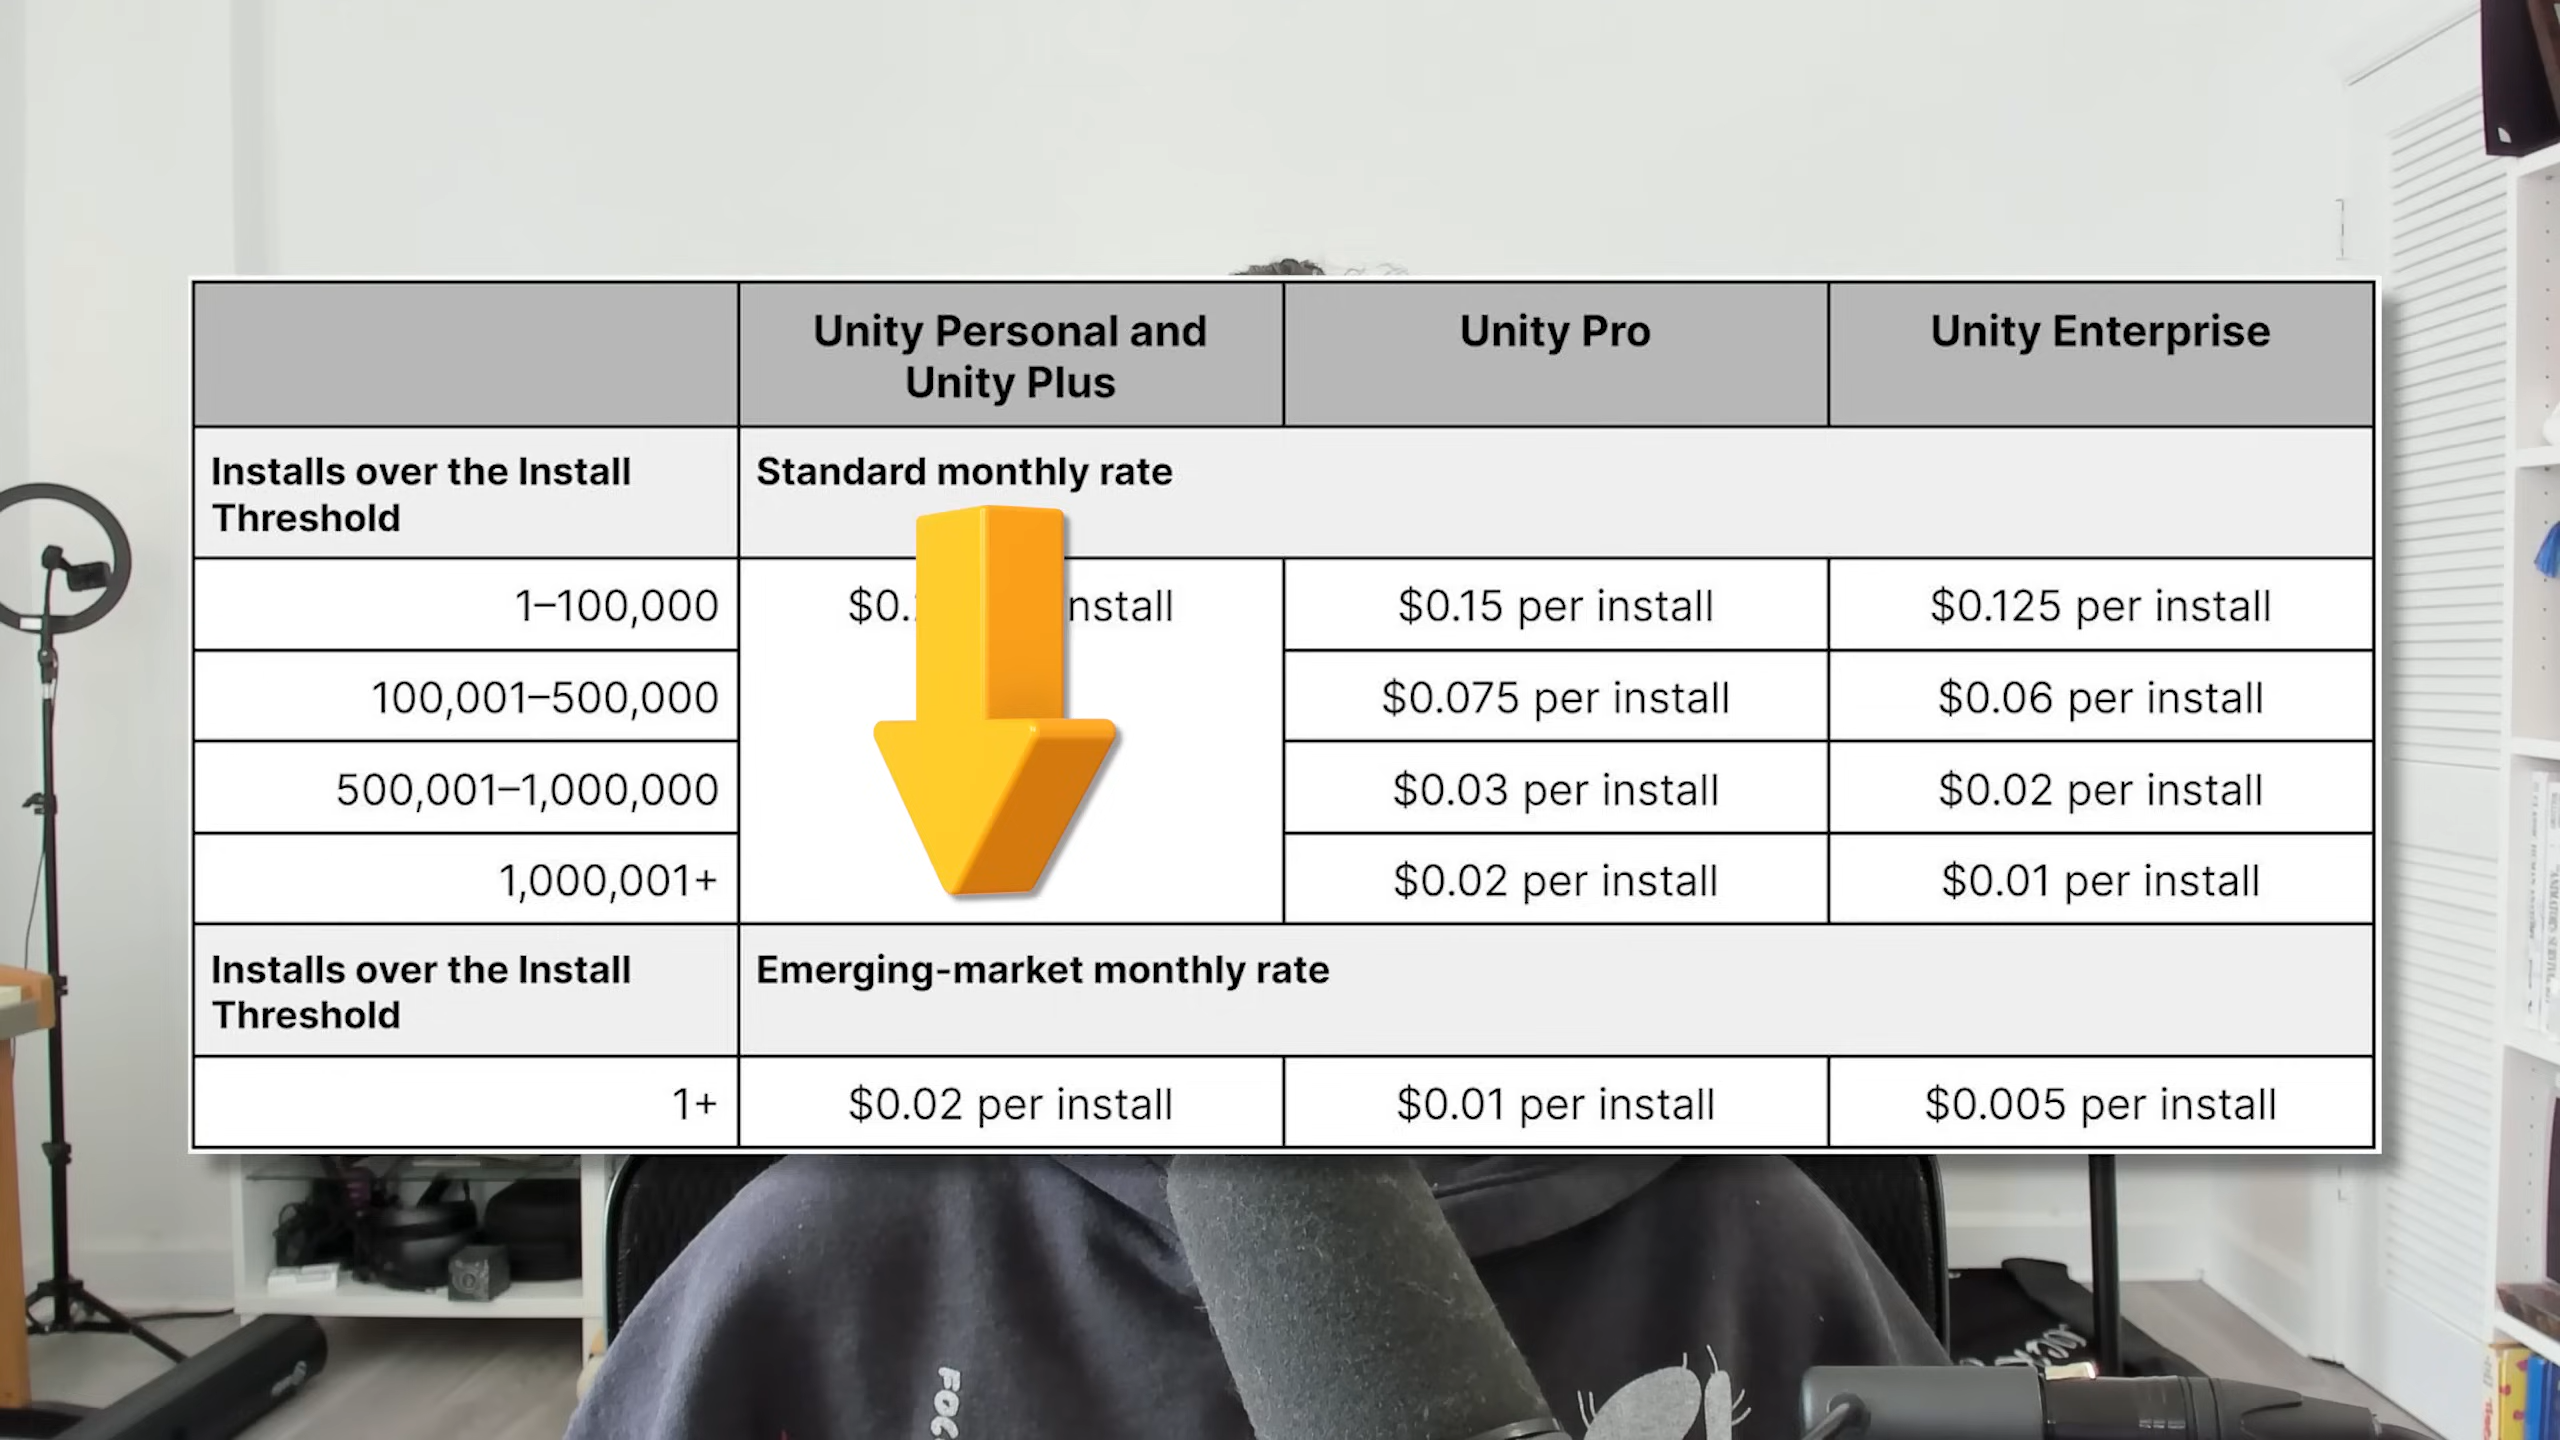 Unity Personal and
Unity Plus
Unity Pro
Unity Enterprise
Installs over the Install
Threshold
Standard monthly rate
1–100,000
$0.
nstall
$0.15 per install
$0.125 per install
100,001–500,000
$0.075 per install
$0.06 per install
500,001–1,000,000
$0.03 per install
$0.02 per install
1,000,001+
$0.02 per install
$0.01 per install
Installs over the Install
Threshold
Emerging-market monthly rate
1+
$0.02 per install
$0.01 per install
$0.005 per install
FOC